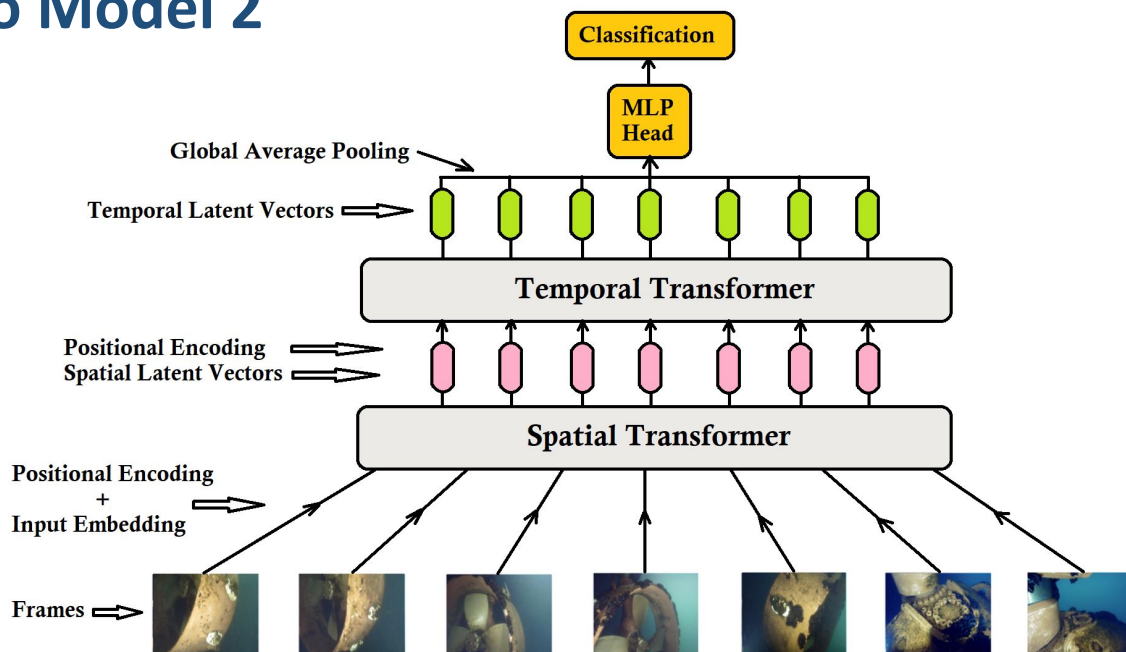 Model 2
Classification
MLP
Head
Global Average Pooling
Temporal Latent Vectors
Temporal Transformer
Positional Encoding
Spatial Latent Vectors
Spatial Transformer
Positional Encoding
+
Input Embedding
Frames